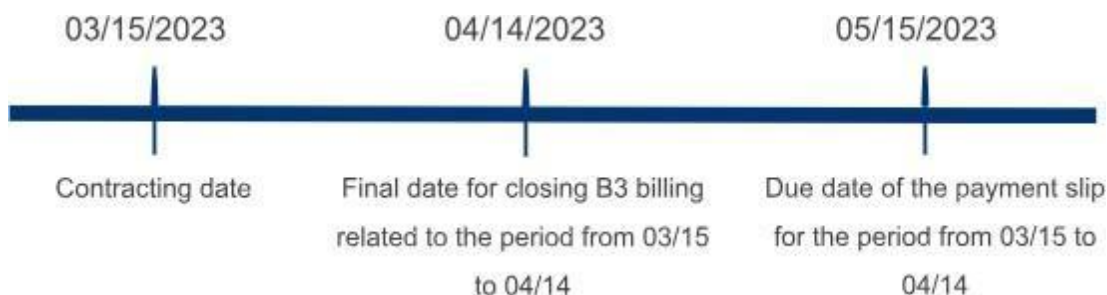 03/15/2023
04/14/2023
05/15/2023
Contracting date
Final date for closing B3 billing
related to the period from 03/15
to 04/14
Due date of the payment slip
for the period from 03/15 to
04/14